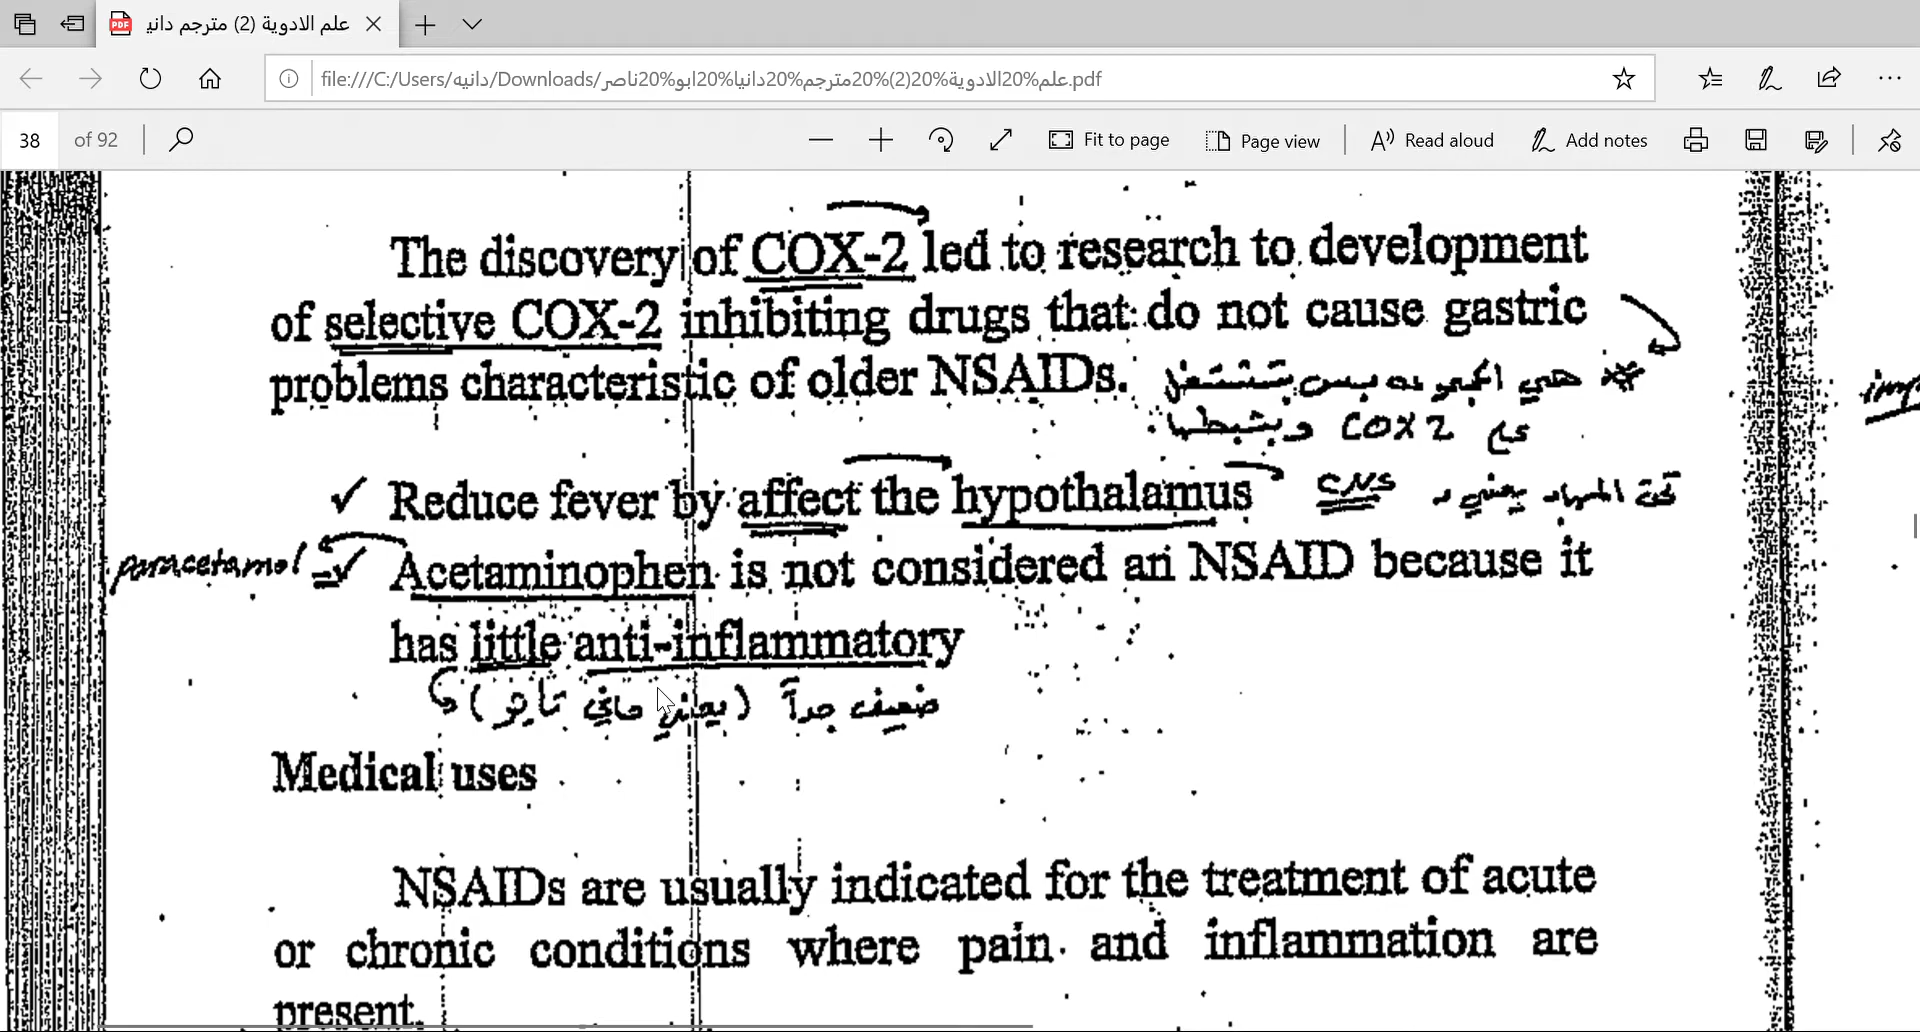 علم الادوية (2) مترجم داني
file:///C:/Users/دانيه/Downloads/علم%20الادوية%20(2)%20مترجم%20دانيا%20ابو%20ناصر.pdf
38 of 92
Fit to page
Page view
Read aloud
Add notes
The discovery of COX-2 led to research to development
of selective COX-2 inhibiting drugs that do not cause gastric
problems characteristic of older NSAIDs.
هي المجموعه بس بتشتغل
COX 2 وبثبطها
✓ Reduce fever by affect the hypothalamus
تحت المهاد يعني CNS
paracetamol ✓ Acetaminophen is not considered an NSAID because it
has little anti-inflammatory
ضعيف جداً (يعني مافي تاثير)
Medical uses
NSAIDs are usually indicated for the treatment of acute
or chronic conditions where pain and inflammation are
present.